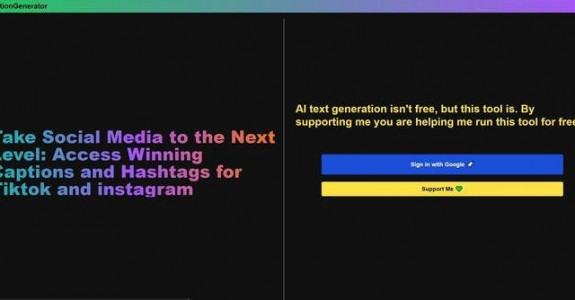 tionGenerator
Take Social Media to the Next
Level: Access Winning
Captions and Hashtags for
Tiktok and instagram
AI text generation isn't free, but this tool is. By
supporting me you are helping me run this tool for free
Sign in with Google
Support Me